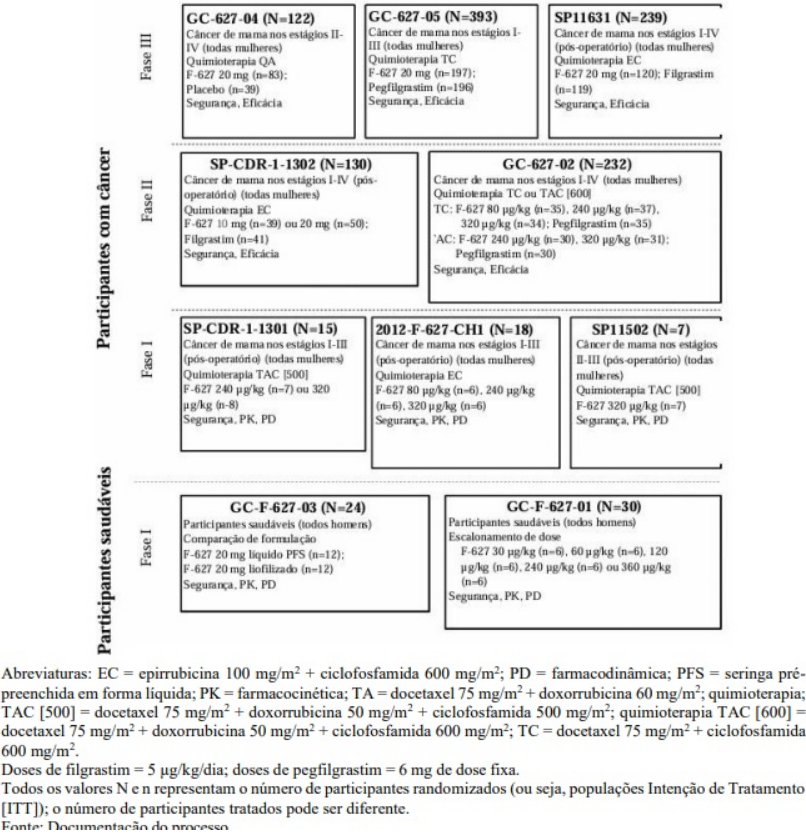 Fase III
GC-627-04 (N=122)
Câncer de mama nos estágios II-
IV (todas mulheres)
Quimioterapia QA
F-627 20 mg (n=83);
Placebo (n=39)
Segurança, Eficácia
GC-627-05 (N=393)
Câncer de mama nos estágios I-
III (todas mulheres)
Quimioterapia TC
F-627 20 mg (n=197);
Pegfilgrastim (n=196)
Segurança, Eficácia
SP11631 (N=239)
Câncer de mama nos estágios I-IV
(pós-operatório) (todas mulheres)
Quimioterapia EC
F-627 20 mg (n=120); Filgrastim
(n=119)
Segurança, Eficácia
Participantes com câncer
Fase II
SP-CDR-1-1302 (N=130)
Câncer de mama nos estágios I-IV (pós-
operatório) (todas mulheres)
Quimioterapia EC
F-627 10 mg (n=39) ou 20 mg (n=50);
Filgrastim (n=41)
Segurança, Eficácia
GC-627-02 (N=232)
Câncer de mama nos estágios I-IV (todas mulheres)
Quimioterapia TC ou TAC [600]
TC: F-627 80 µg/kg (n=35), 240 µg/kg (n=37),
320 µg/kg (n=34); Pegfilgrastim (n=35)
'AC: F-627 240 µg/kg (n=30), 320 µg/kg (n=31);
Pegfilgrastim (n=30)
Segurança, Eficácia
Fase I
SP-CDR-1-1301 (N=15)
Câncer de mama nos estágios I-III
(pós-operatório) (todas mulheres)
Quimioterapia TAC [500]
F-627 240 µg/kg (n=7) ou 320
µg/kg (n-8)
Segurança, PK, PD
2012-F-627-CH1 (N=18)
Câncer de mama nos estágios I-III
(pós-operatório) (todas mulheres)
Quimioterapia EC
F-627 80 µg/kg (n=6), 240 µg/kg
(n=6), 320 µg/kg (n=6)
Segurança, PK, PD
SP11502 (N=7)
Câncer de mama nos estágios
II-III (pós-operatório) (todas
mulheres)
Quimioterapia TAC [500]
F-627 320 µg/kg (n=7)
Segurança, PK, PD
Participantes saudáveis
Fase I
GC-F-627-03 (N=24)
Participantes saudáveis (todos homens)
Comparação de formulação
F-627 20 mg líquido PFS (n=12);
F-627 20 mg liofilizado (n=12)
Segurança, PK, PD
GC-F-627-01 (N=30)
Participantes saudáveis (todos homens)
Escalonamento de dose
F-627 30 µg/kg (n=6), 60 µg/kg (n=6), 120
µg/kg (n=6), 240 µg/kg (n=6) ou 360 µg/kg
(n=6)
Segurança, PK, PD
Abreviaturas: EC = epirrubicina 100 mg/m² + ciclofosfamida 600 mg/m²; PD = farmacodinâmica; PFS = seringa pré-
preenchida em forma líquida; PK = farmacocinética; TA = docetaxel 75 mg/m² + doxorrubicina 60 mg/m²; quimioterapia;
TAC [500] = docetaxel 75 mg/m² + doxorrubicina 50 mg/m² + ciclofosfamida 500 mg/m²; quimioterapia TAC [600] =
docetaxel 75 mg/m² + doxorrubicina 50 mg/m² + ciclofosfamida 600 mg/m²; TC = docetaxel 75 mg/m² + ciclofosfamida
600 mg/m².
Doses de filgrastim = 5 µg/kg/dia; doses de pegfilgrastim = 6 mg de dose fixa.
Todos os valores N e n representam o número de participantes randomizados (ou seja, populações Intenção de Tratamento
[ITT]); o número de participantes tratados pode ser diferente.
Fonte: Documentação do processo